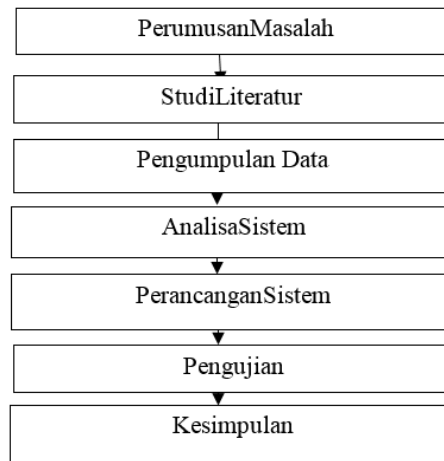 PerumusanMasalah
StudiLiteratur
Pengumpulan Data
AnalisaSistem
PerancanganSistem
Pengujian
Kesimpulan